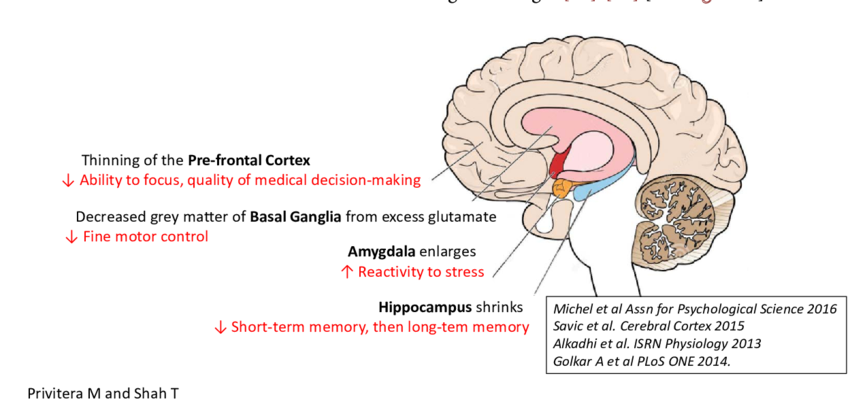 Thinning of the Pre-frontal Cortex
↓ Ability to focus, quality of medical decision-making
Decreased grey matter of Basal Ganglia from excess glutamate
↓ Fine motor control
Amygdala enlarges
↑ Reactivity to stress
Hippocampus shrinks
↓ Short-term memory, then long-tem memory
Michel et al Assn for Psychological Science 2016
Savic et al. Cerebral Cortex 2015
Alkadhi et al. ISRN Physiology 2013
Golkar A et al PLoS ONE 2014.
Privitera M and Shah T